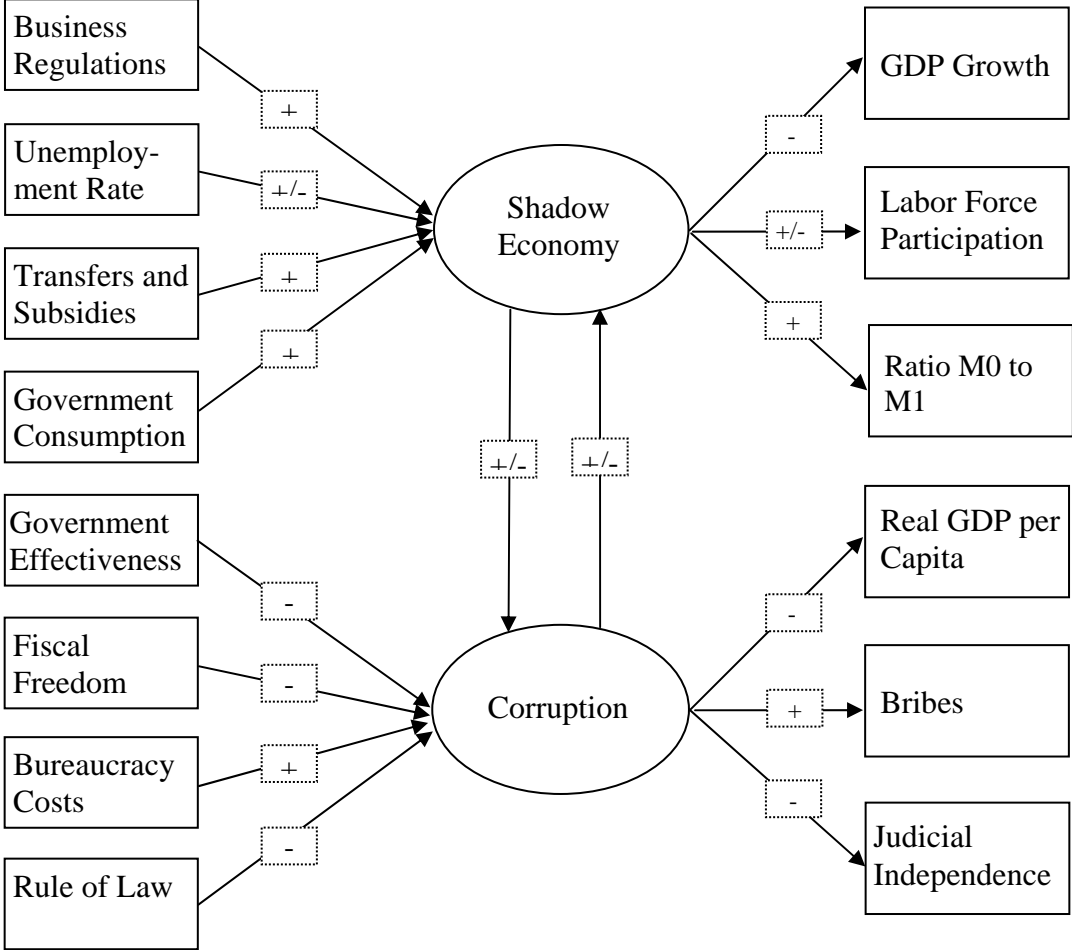 Business
Regulations
+
Unemploy-
ment Rate
+/-
Transfers and
Subsidies
+
Government
Consumption
+
Shadow
Economy
-
GDP Growth
+/-
Labor Force
Participation
+
Ratio M0 to
M1
+/-
+/-
Government
Effectiveness
-
Fiscal
Freedom
-
Bureaucracy
Costs
+
Rule of Law
-
Corruption
-
Real GDP per
Capita
+
Bribes
-
Judicial
Independence